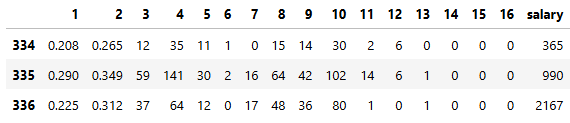 1 2 3 4 5 6 7 8 9 10 11 12 13 14 15 16 salary
334 0.208 0.265 12 35 11 1 0 15 14 30 2 6 0 0 0 0 365
335 0.290 0.349 59 141 30 2 16 64 42 102 14 6 1 0 0 0 990
336 0.225 0.312 37 64 12 0 17 48 36 80 1 0 1 0 0 0 2167